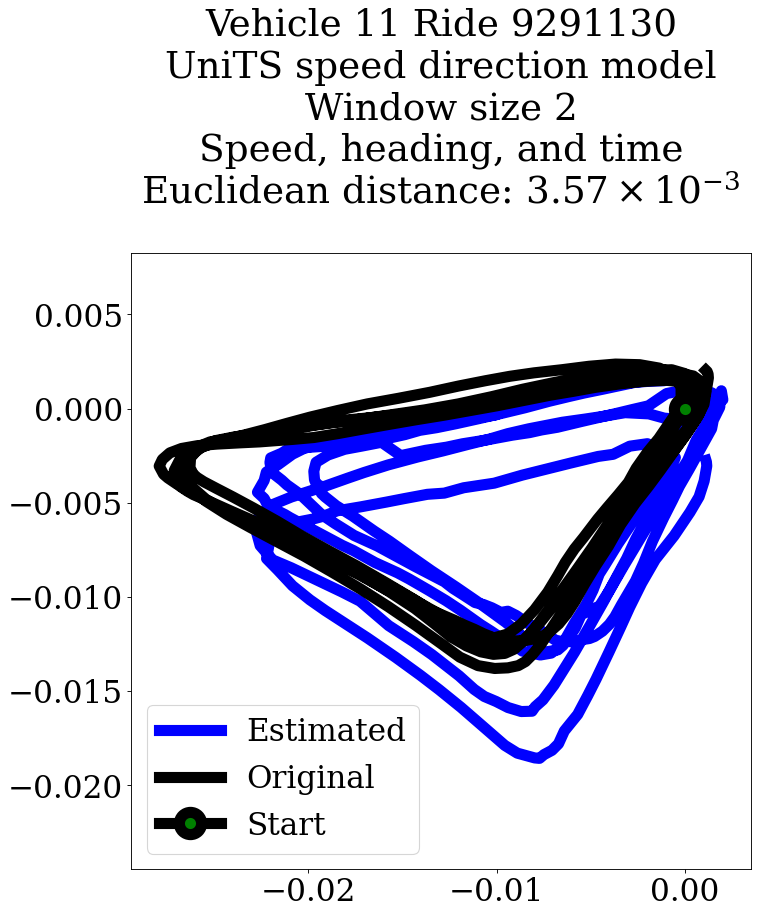 Vehicle 11 Ride 9291130
UniTS speed direction model
Window size 2
Speed, heading, and time
Euclidean distance: 3.57 × 10⁻³
0.005
0.000
−0.005
−0.010
−0.015
−0.020
Estimated
Original
Start
−0.02 −0.01 0.00